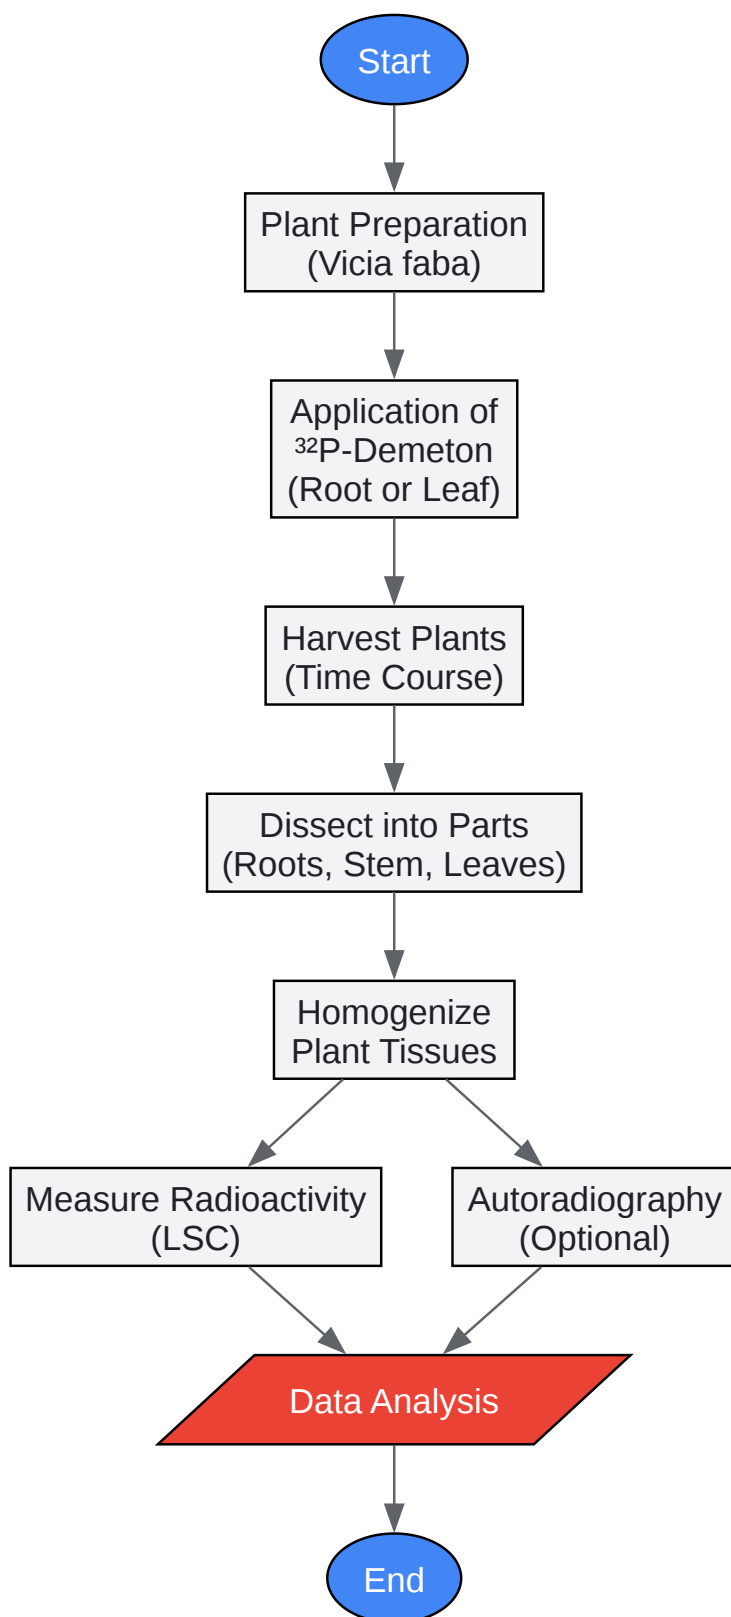 Start
Plant Preparation
(Vicia faba)
Application of
³²P-Demeton
(Root or Leaf)
Harvest Plants
(Time Course)
Dissect into Parts
(Roots, Stem, Leaves)
Homogenize
Plant Tissues
Measure Radioactivity
(LSC)
Autoradiography
(Optional)
Data Analysis
End